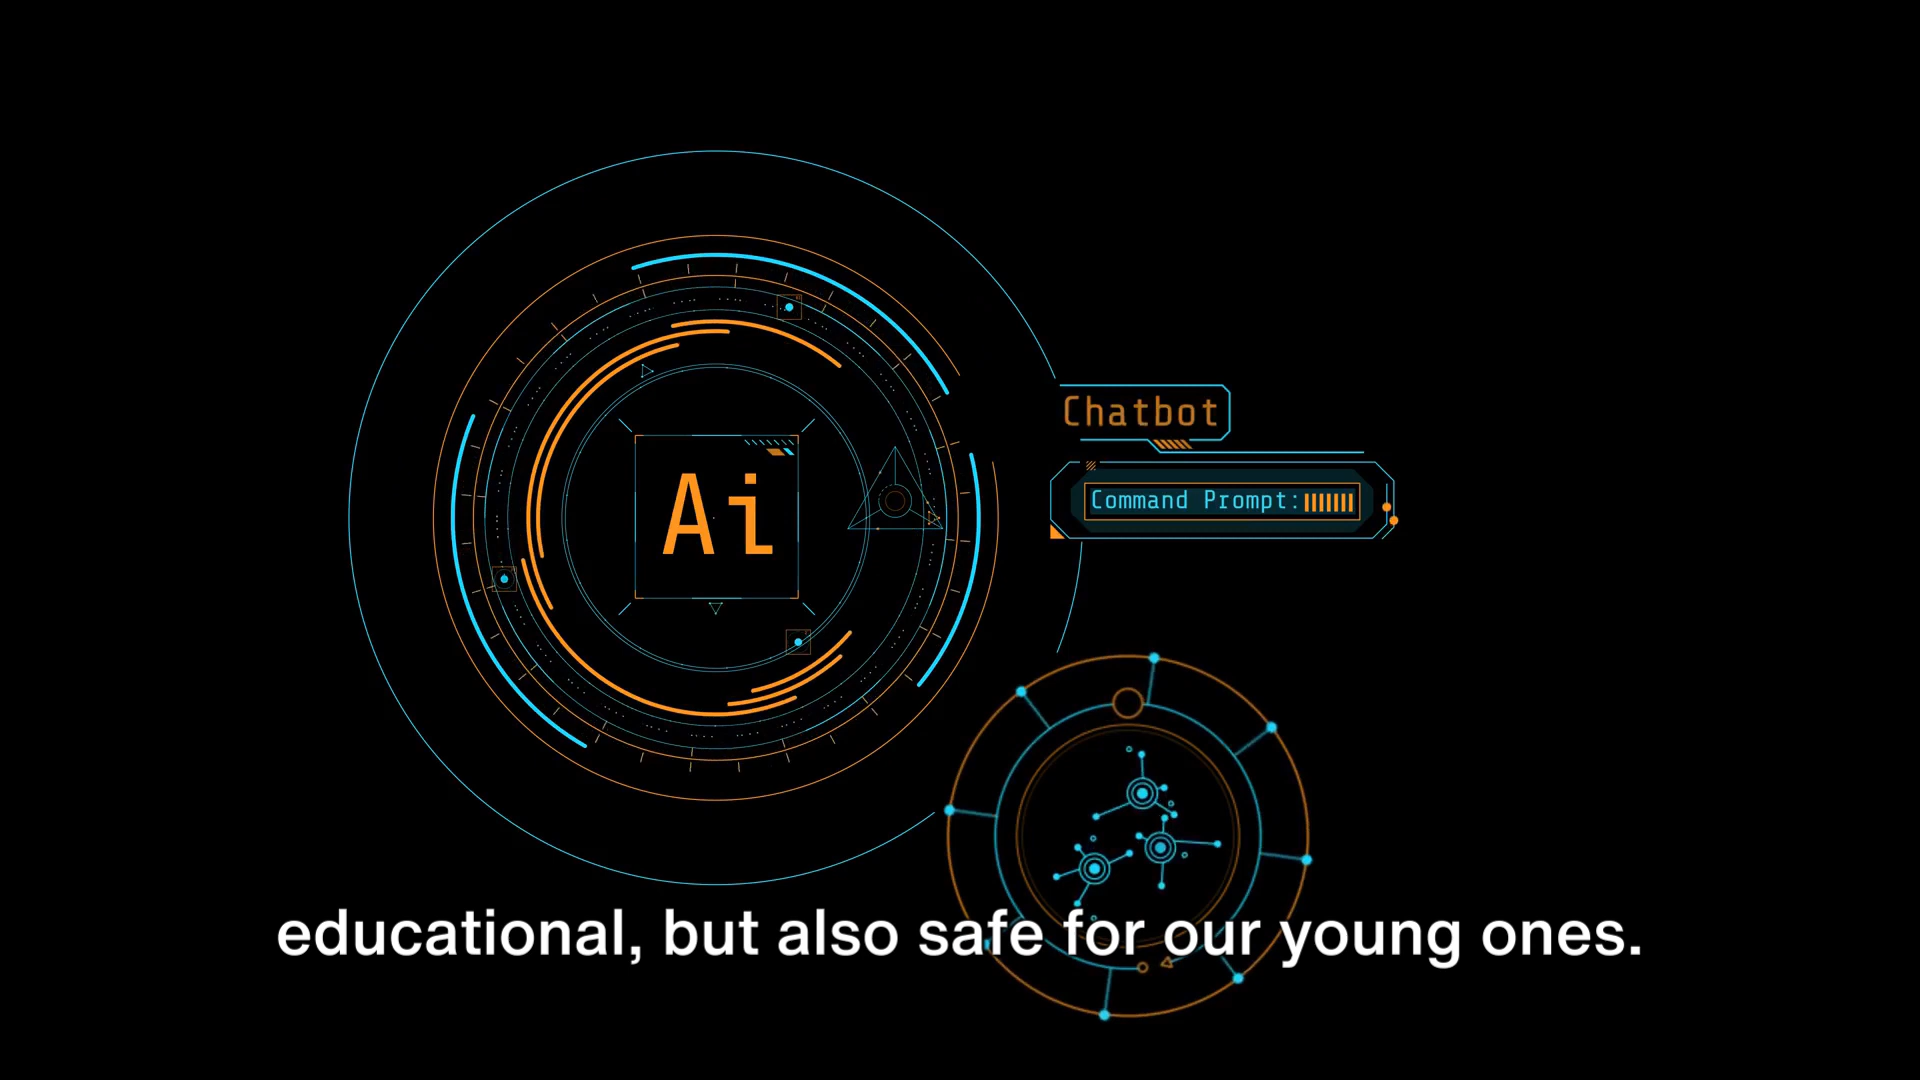 Chatbot
Ai
Command Prompt:
educational, but also safe for our young ones.